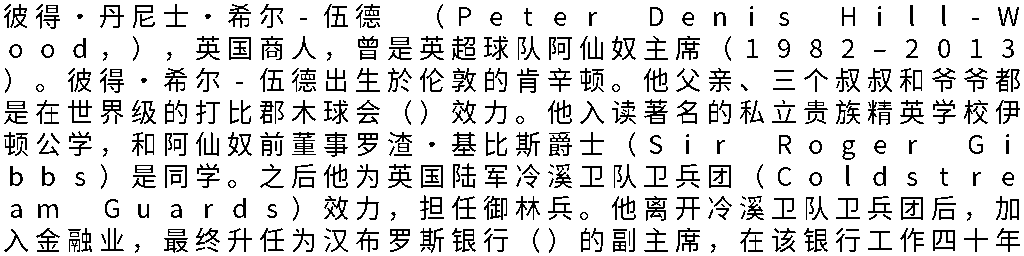 彼得·丹尼士·希尔-伍德 （Peter Denis Hill-W
ood，），英国商人，曾是英超球队阿仙奴主席（1982–2013
）。彼得·希尔-伍德出生於伦敦的肯辛顿。他父亲、三个叔叔和爷爷都
是在世界级的打比郡木球会（）效力。他入读著名的私立贵族精英学校伊
顿公学，和阿仙奴前董事罗渣·基比斯爵士（Sir Roger Gi
bbs）是同学。之后他为英国陆军冷溪卫队卫兵团（Coldstre
am Guards）效力，担任御林兵。他离开冷溪卫队卫兵团后，加
入金融业，最终升任为汉布罗斯银行（）的副主席，在该银行工作四十年